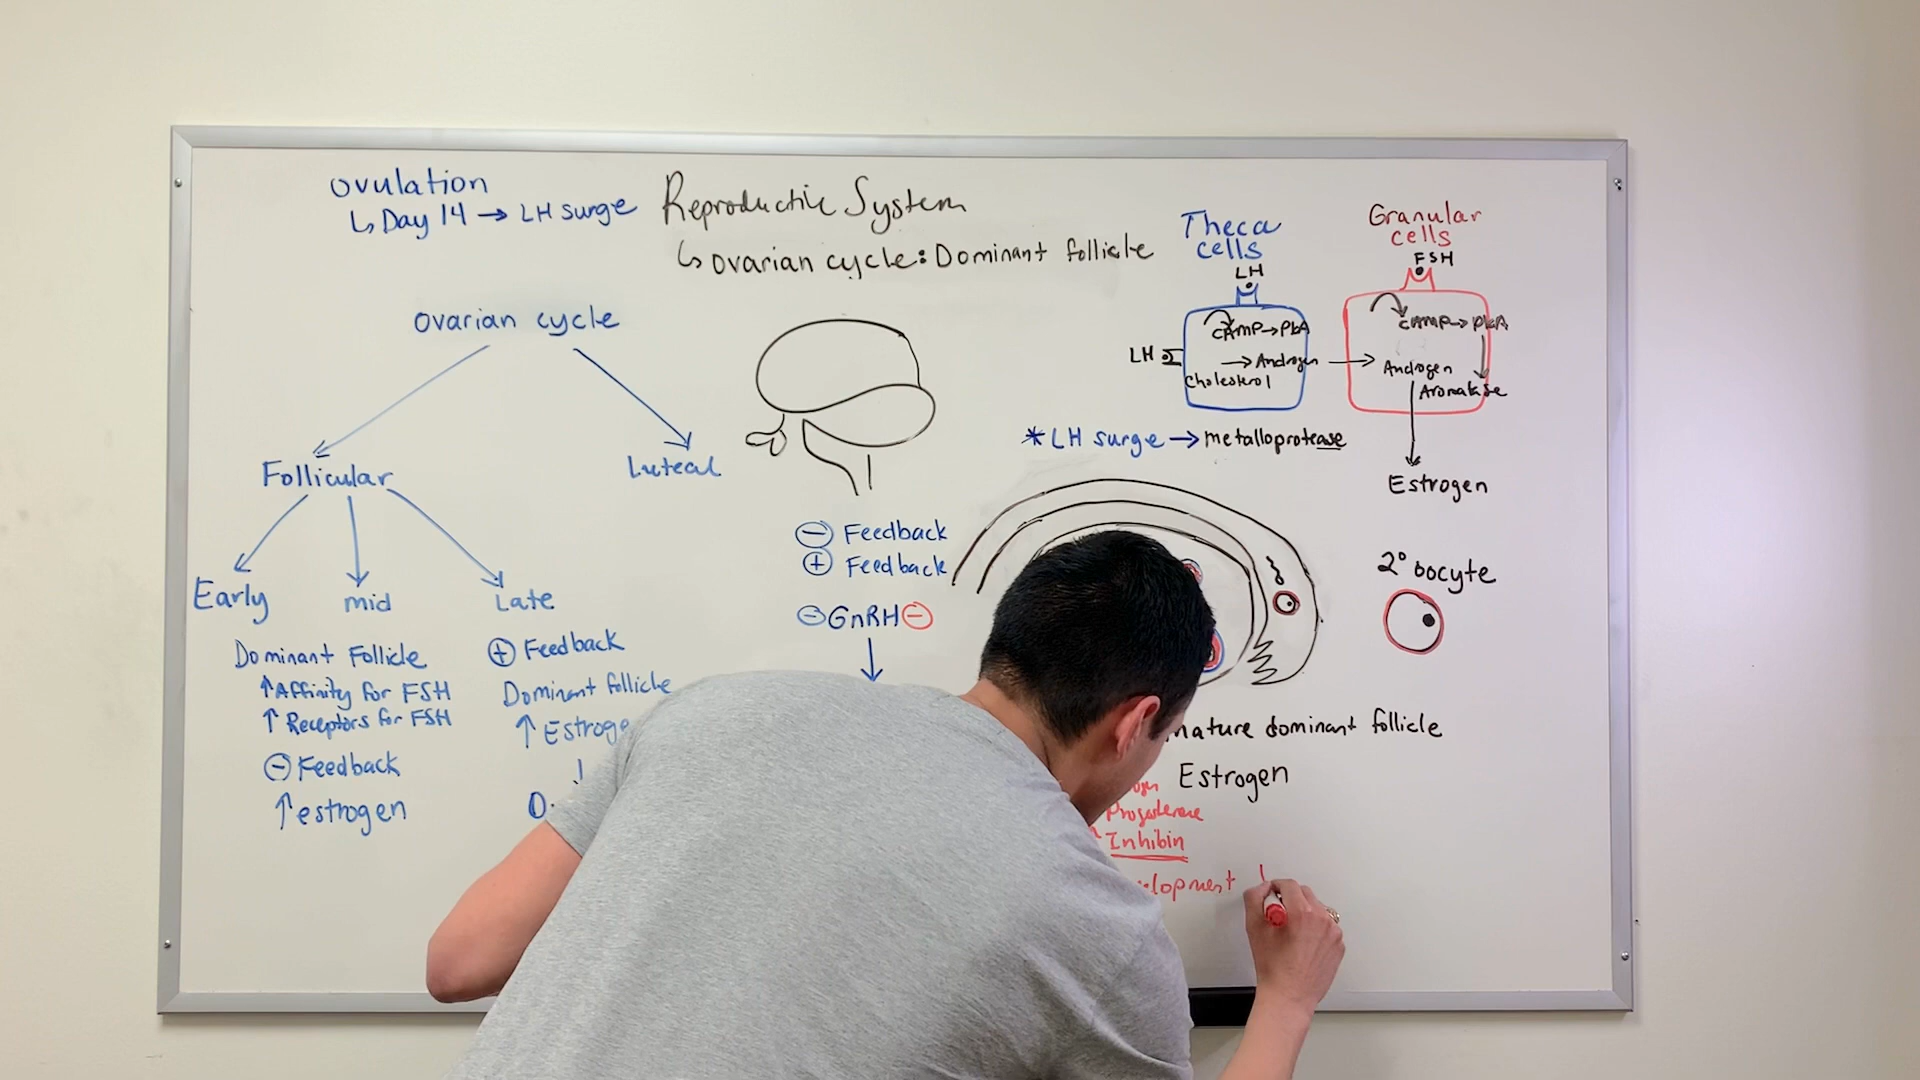 ovulation
↳ Day 14 → LH surge
Reproductive System
↳ ovarian cycle: Dominant follicle
ovarian cycle
Follicular
Luteal
Early
mid
Late
Dominant Follicle
↑ Affinity for FSH
↑ Receptors for FSH
⊖ Feedback
↑ estrogen
⊕ Feedback
Dominant follicle
↑ Estroge
⊖ Feedback
⊕ Feedback
⊖ GnRH ⊖
Theca
cells
LH
cAMP → PKA
LH
→ Androgen
Cholesterol
Granular
cells
FSH
cAMP → PKA
Androgen
Aromatase
Estrogen
* LH surge → metalloprotease
2° oocyte
mature dominant follicle
Estrogen
Progesterone
Inhibin
elopment